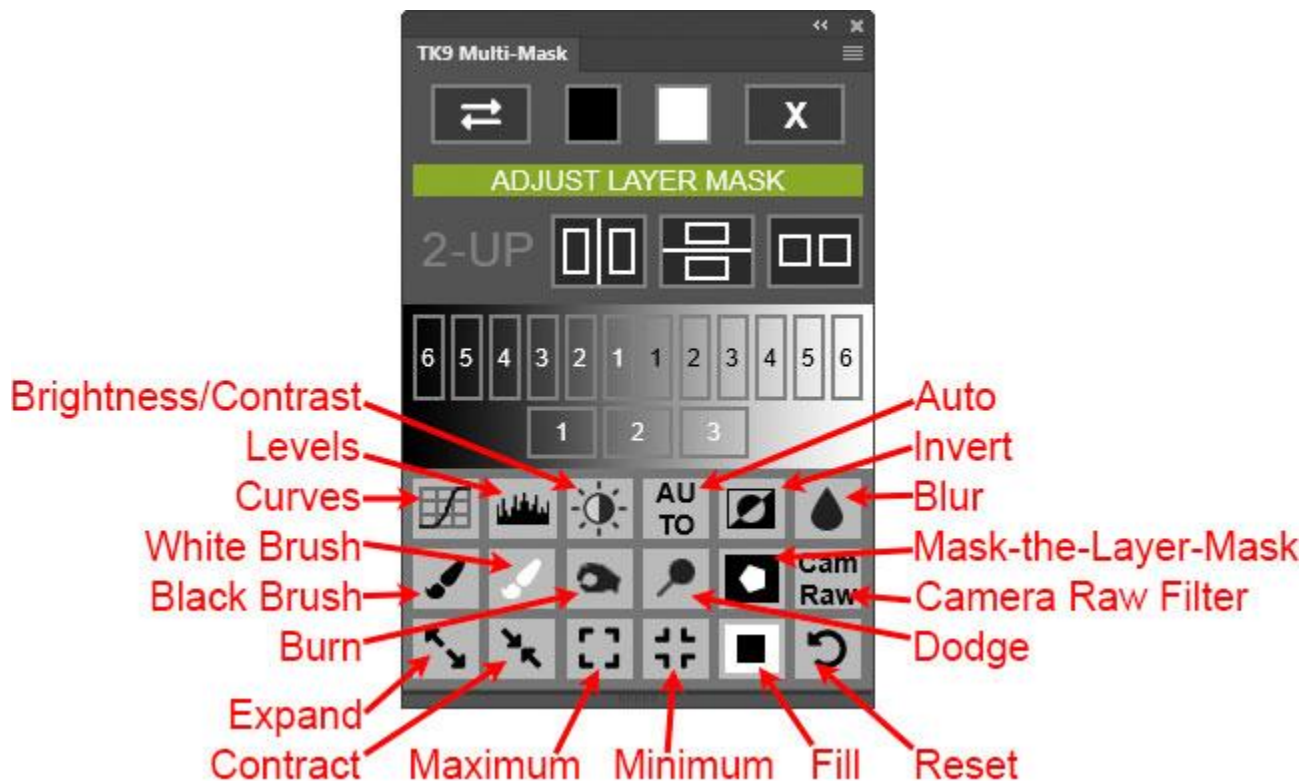 TK9 Multi-Mask
X
ADJUST LAYER MASK
2-UP
6 5 4 3 2 1 1 2 3 4 5 6
1 2 3
Brightness/Contrast
Levels
Curves
White Brush
Black Brush
Burn
Expand
Contract
Maximum
Minimum
Fill
Reset
Auto
Invert
Blur
Mask-the-Layer-Mask
Camera Raw Filter
Dodge
AU
TO
Cam
Raw